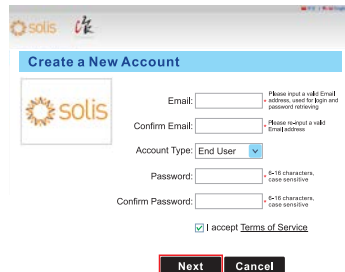 solis
Create a New Account
solis
Email:
* Please input a valid Email address, used for login and password retrieving
Confirm Email:
* Please re-input a valid Email address
Account Type: End User
Password:
* 6-16 characters, case sensitive
Confirm Password:
* 6-16 characters, case sensitive
I accept Terms of Service
Next Cancel